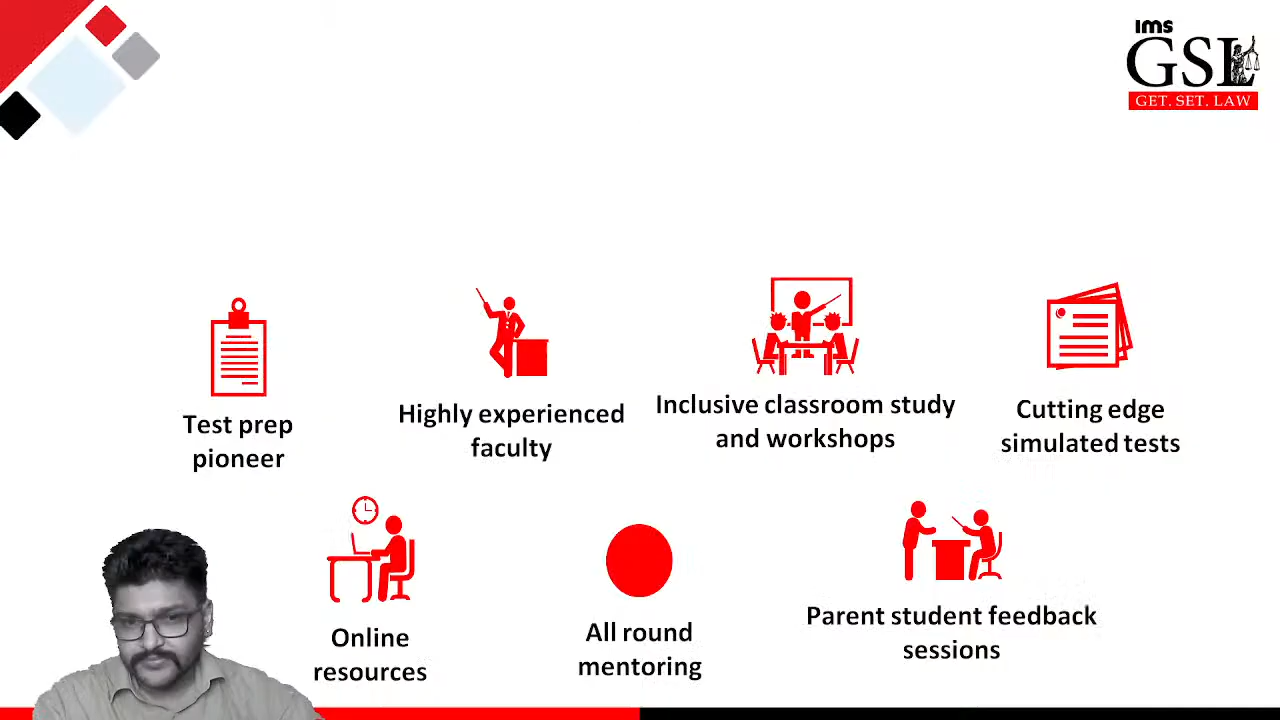 ims
GSL
GET. SET. LAW
Test prep
pioneer
Highly experienced
faculty
Inclusive classroom study
and workshops
Cutting edge
simulated tests
Online
resources
All round
mentoring
Parent student feedback
sessions